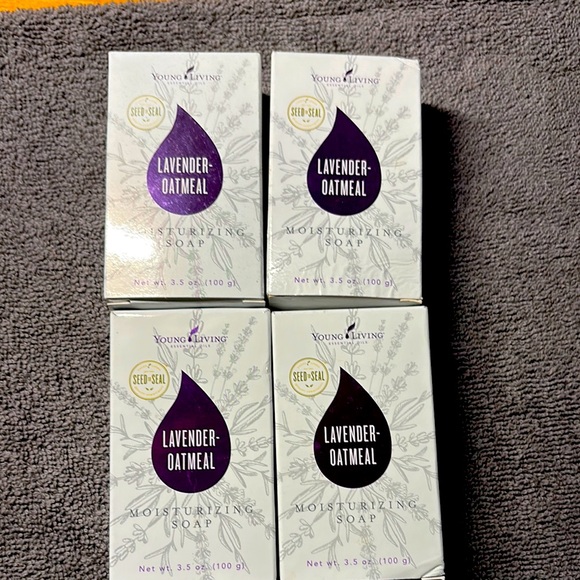 YOUNG LIVING
ESSENTIAL OILS
SEED TO SEAL
LAVENDER-
OATMEAL
MOISTURIZING
SOAP
Net wt. 3.5 oz. (100 g)
YOUNG LIVING
ESSENTIAL OILS
SEED TO SEAL
LAVENDER-
OATMEAL
MOISTURIZING
SOAP
Net wt. 3.5 oz. (100 g)
YOUNG LIVING
ESSENTIAL OILS
SEED TO SEAL
LAVENDER-
OATMEAL
MOISTURIZING
SOAP
Net wt. 3.5 oz. (100 g)
YOUNG LIVING
ESSENTIAL OILS
SEED TO SEAL
LAVENDER-
OATMEAL
MOISTURIZING
SOAP
Net wt. 3.5 oz. (100 g)